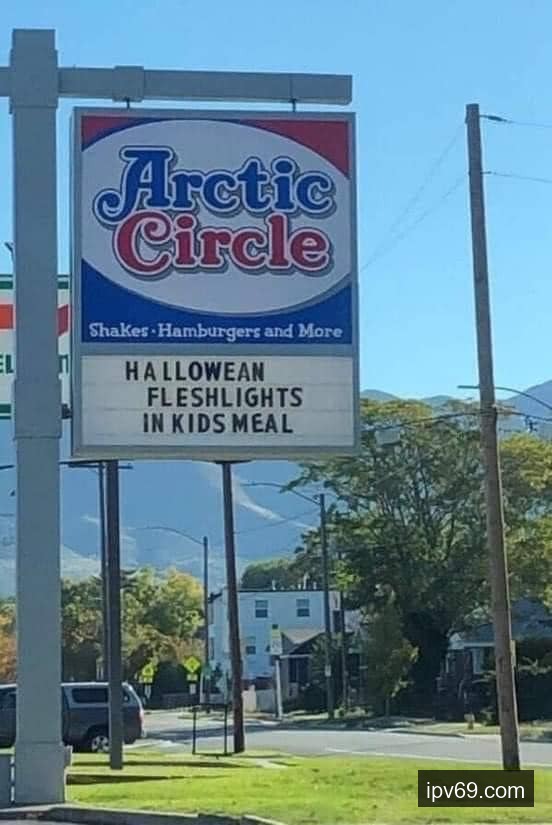 Arctic
Circle
Shakes · Hamburgers and More
HALLOWEAN
FLESHLIGHTS
IN KIDS MEAL
ipv69.com